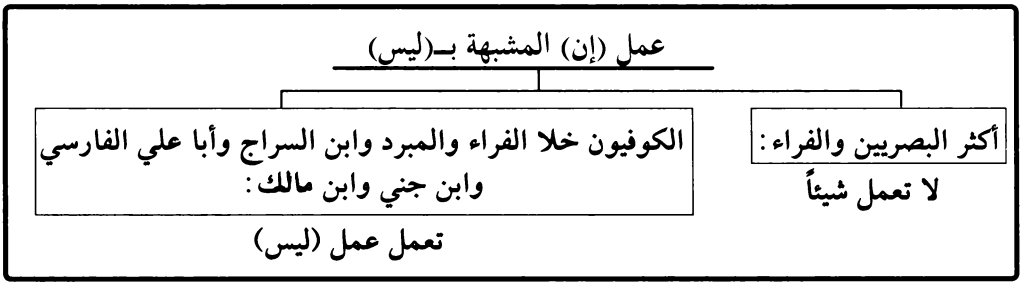 عمل (إن) المشبهة بـ(ليس)
أكثر البصريين والفراء:
لا تعمل شيئاً
الكوفيون خلا الفراء والمبرد وابن السراج وأبا علي الفارسي
وابن جني وابن مالك:
تعمل عمل (ليس)